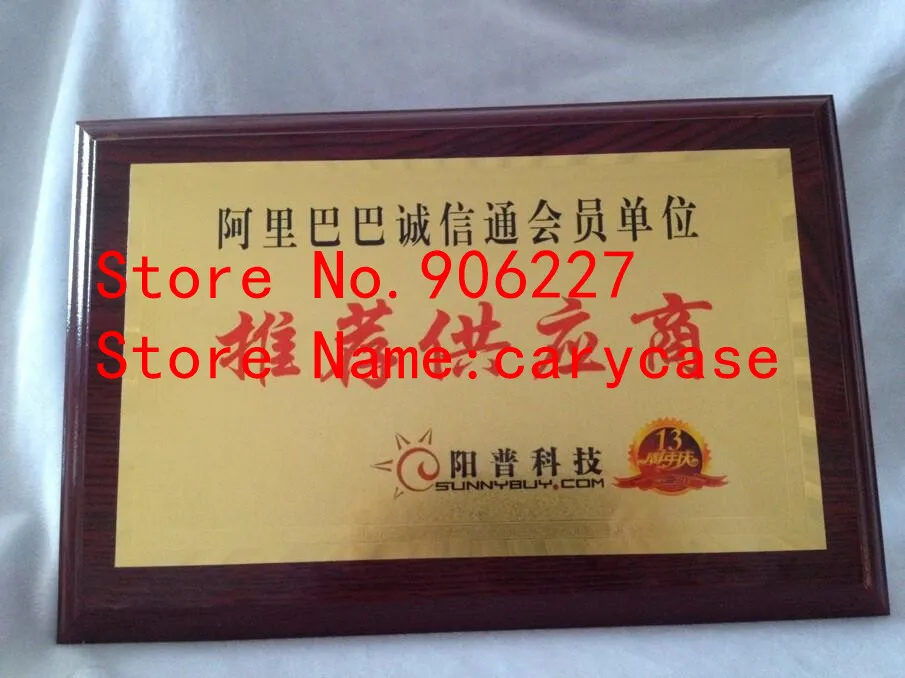 阿里巴巴诚信通会员单位
Store No.906227
推荐供应商
Store Name:carycase
阳普科技
SUNNYBUY.COM
13
周年庆